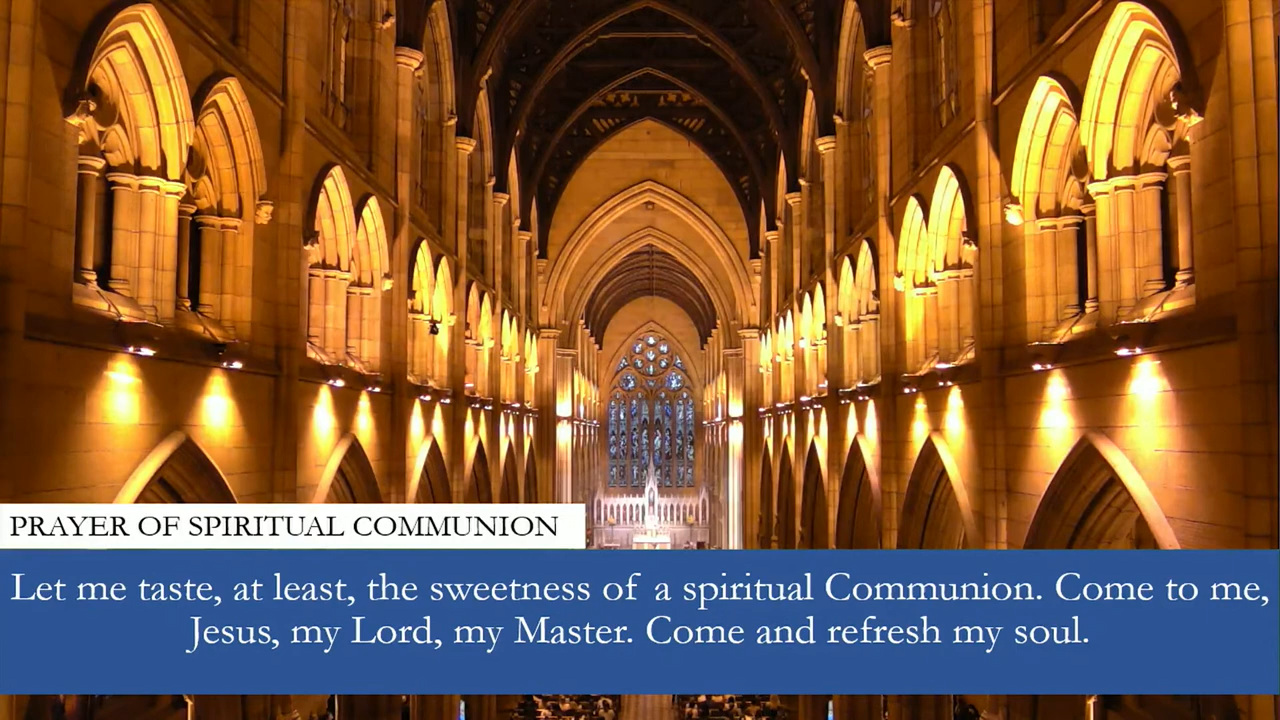 PRAYER OF SPIRITUAL COMMUNION
Let me taste, at least, the sweetness of a spiritual Communion. Come to me,
Jesus, my Lord, my Master. Come and refresh my soul.